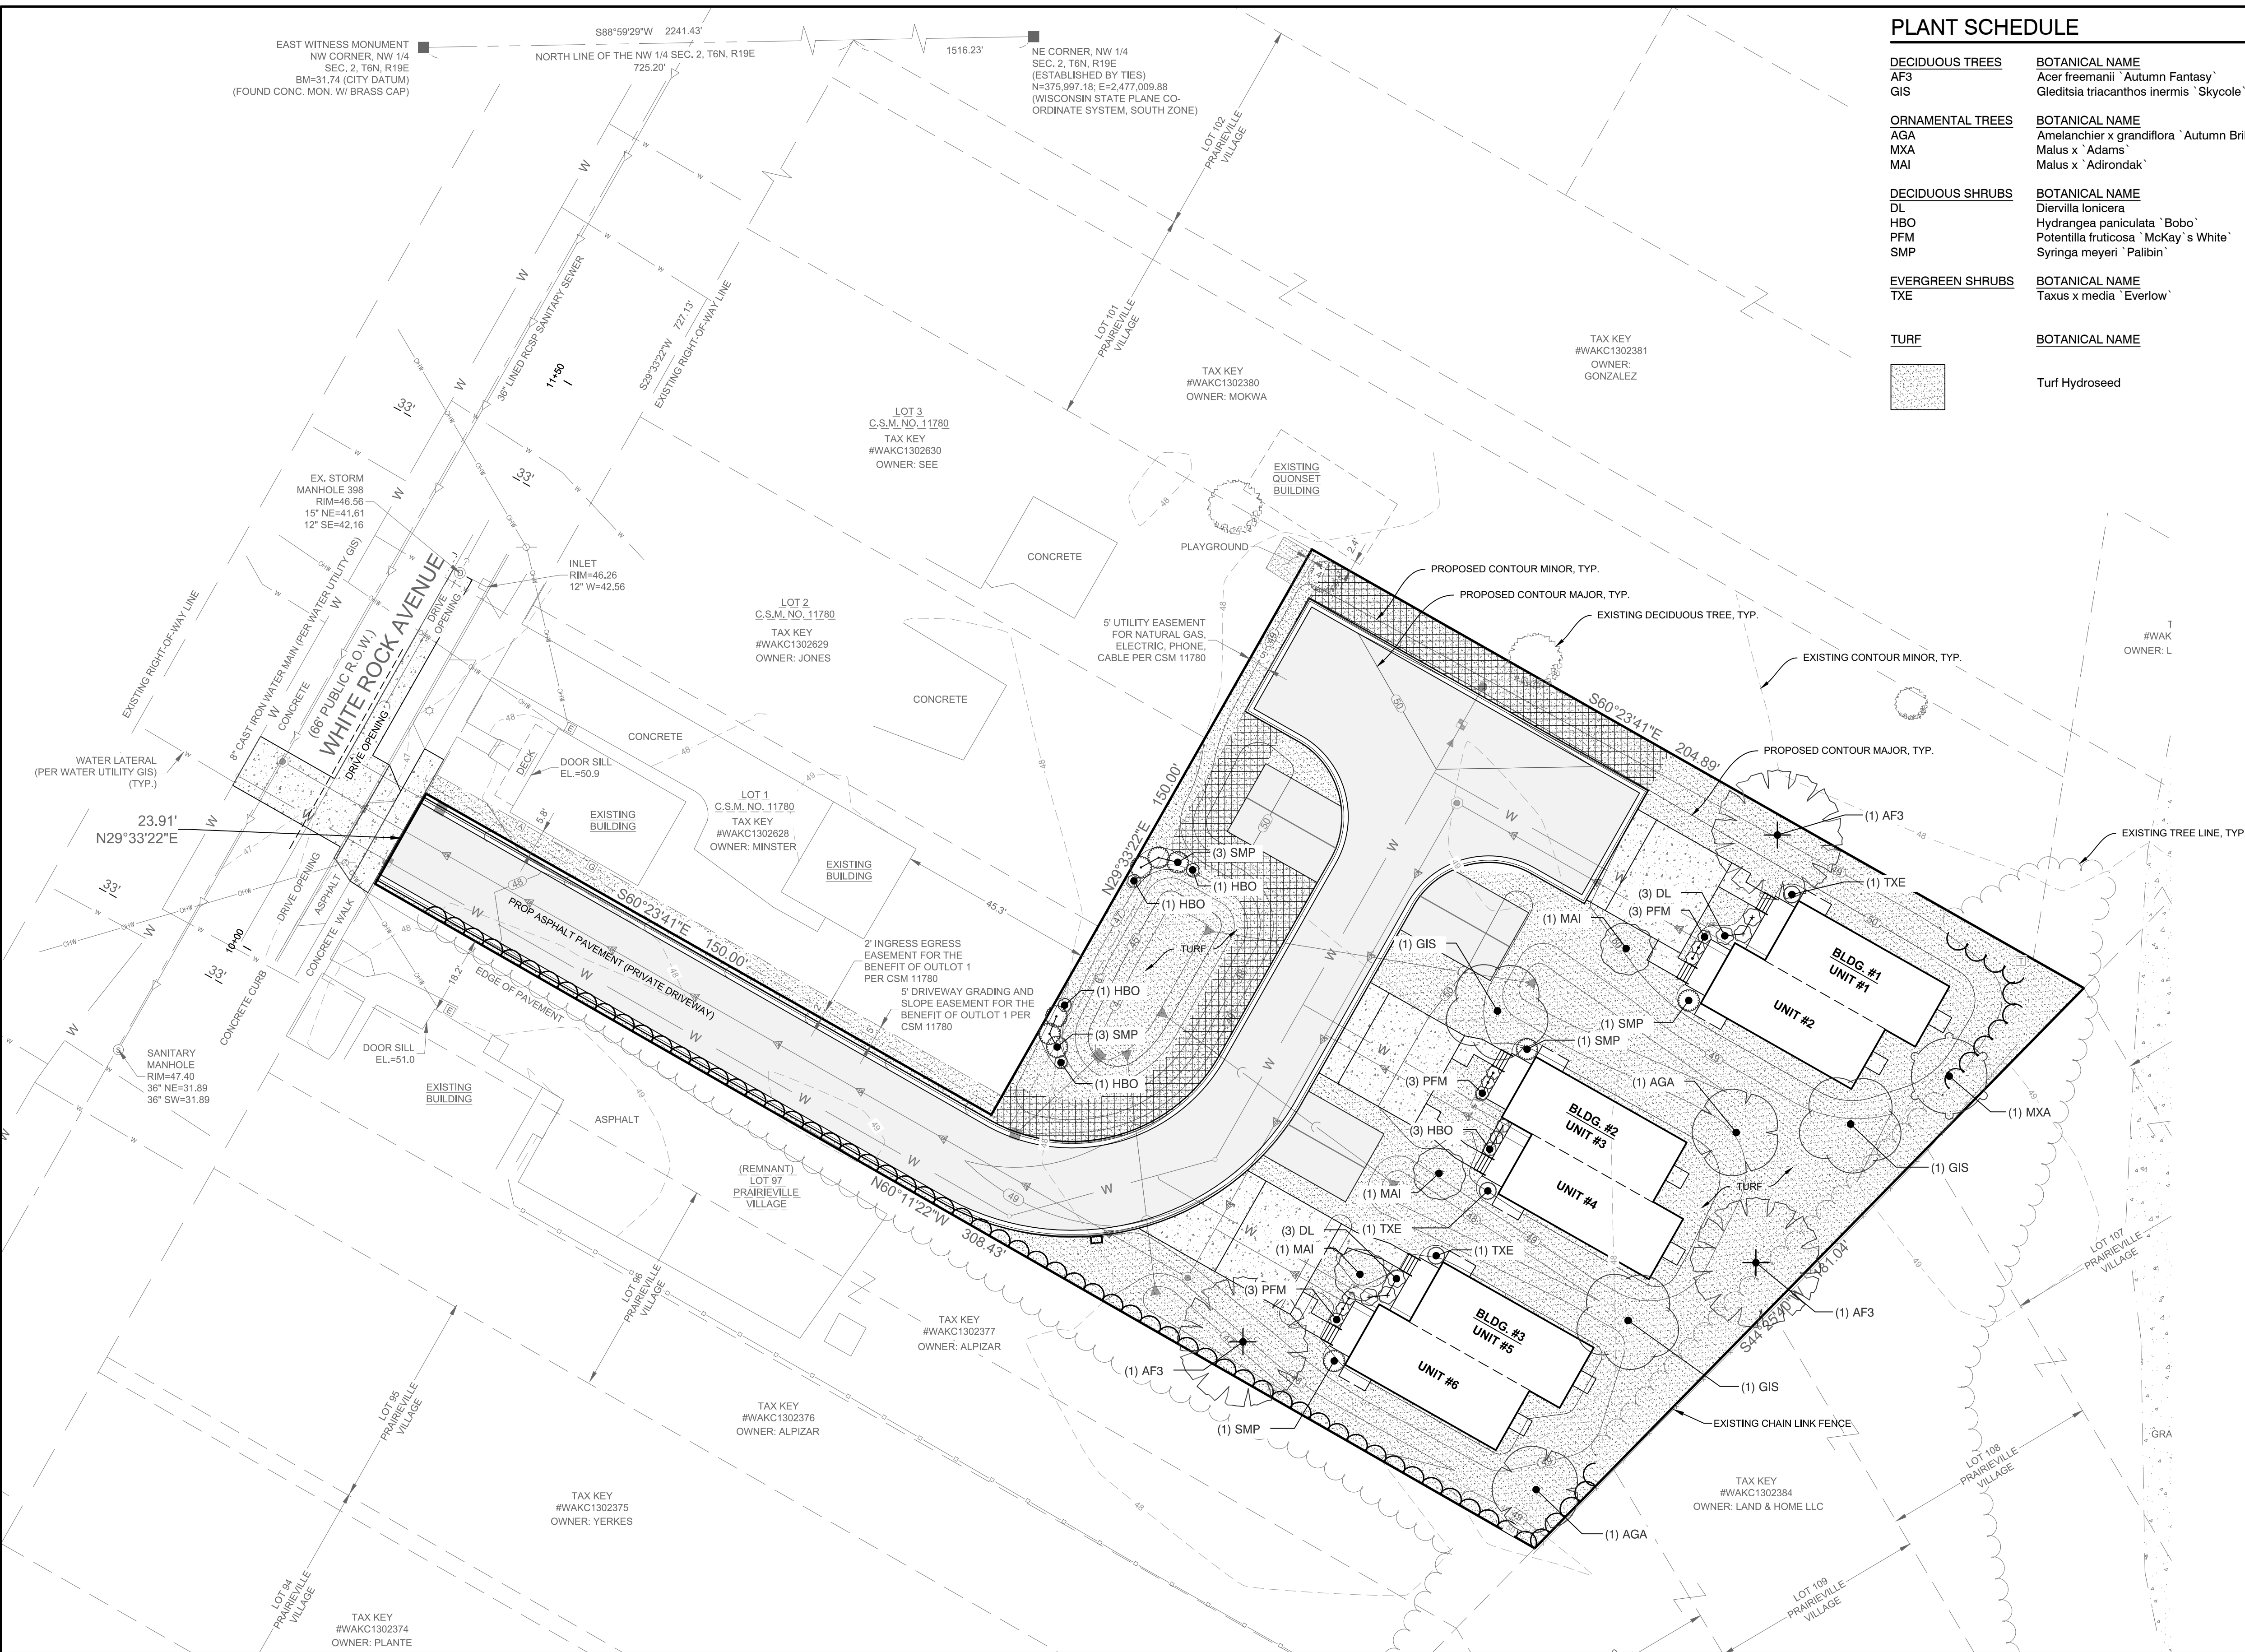 EAST WITNESS MONUMENT
NW CORNER, NW 1/4
SEC. 2, T6N, R19E
BM=31.74 (CITY DATUM)
(FOUND CONC. MON. W/ BRASS CAP)
S88°59'29"W 2241.43'
NORTH LINE OF THE NW 1/4 SEC. 2, T6N, R19E
725.20'
1516.23'
NE CORNER, NW 1/4
SEC. 2, T6N, R19E
(ESTABLISHED BY TIES)
N=375,997.18; E=2,477,009.88
(WISCONSIN STATE PLANE CO-
ORDINATE SYSTEM, SOUTH ZONE)
PLANT SCHEDULE
DECIDUOUS TREES BOTANICAL NAME
AF3 Acer freemanii `Autumn Fantasy`
GIS Gleditsia triacanthos inermis `Skycole`
ORNAMENTAL TREES BOTANICAL NAME
AGA Amelanchier x grandiflora `Autumn Bri
MXA Malus x `Adams`
MAI Malus x `Adirondak`
DECIDUOUS SHRUBS BOTANICAL NAME
DL Diervilla lonicera
HBO Hydrangea paniculata `Bobo`
PFM Potentilla fruticosa `McKay`s White`
SMP Syringa meyeri `Palibin`
EVERGREEN SHRUBS BOTANICAL NAME
TXE Taxus x media `Everlow`
TURF BOTANICAL NAME
Turf Hydroseed
LOT 102
PRAIRIEVILLE
VILLAGE
LOT 101
PRAIRIEVILLE
VILLAGE
36" LINED RCSP SANITARY SEWER
S29°33'22"W 727.13'
EXISTING RIGHT-OF-WAY LINE
11+50
33'
33'
TAX KEY
#WAKC1302381
OWNER:
GONZALEZ
TAX KEY
#WAKC1302380
OWNER: MOKWA
LOT 3
C.S.M. NO. 11780
TAX KEY
#WAKC1302630
OWNER: SEE
EXISTING
QUONSET
BUILDING
48
PLAYGROUND
2.4'
CONCRETE
EX. STORM
MANHOLE 398
RIM=46.56
15" NE=41.61
12" SE=42.16
INLET
RIM=46.26
12" W=42.56
LOT 2
C.S.M. NO. 11780
TAX KEY
#WAKC1302629
OWNER: JONES
CONCRETE
5' UTILITY EASEMENT
FOR NATURAL GAS,
ELECTRIC, PHONE,
CABLE PER CSM 11780
PROPOSED CONTOUR MINOR, TYP.
PROPOSED CONTOUR MAJOR, TYP.
EXISTING DECIDUOUS TREE, TYP.
EXISTING CONTOUR MINOR, TYP.
PROPOSED CONTOUR MAJOR, TYP.
T
#WAK
OWNER: L
EXISTING TREE LINE, TYP
S60°23'41"E 204.89'
EXISTING RIGHT-OF-WAY LINE
8" CAST IRON WATER MAIN (PER WATER UTILITY GIS)
CONCRETE
(66' PUBLIC R.O.W.)
WHITE ROCK AVENUE
DRIVE OPENING
DRIVE
OPENING
WATER LATERAL
(PER WATER UTILITY GIS)
(TYP.)
23.91'
N29°33'22"E
DECK
DOOR SILL
EL.=50.9
CONCRETE
5.8'
EXISTING
BUILDING
LOT 1
C.S.M. NO. 11780
TAX KEY
#WAKC1302628
OWNER: MINSTER
EXISTING
BUILDING
45.3'
150.00'
N29°33'22"E
33'
33'
10+00
DRIVE OPENING
ASPHALT
CONCRETE WALK
CONCRETE CURB
PROP ASPHALT PAVEMENT (PRIVATE DRIVEWAY)
S60°23'41"E 150.00'
EDGE OF PAVEMENT
18.2'
DOOR SILL
EL.=51.0
2' INGRESS EGRESS
EASEMENT FOR THE
BENEFIT OF OUTLOT 1
PER CSM 11780
5' DRIVEWAY GRADING AND
SLOPE EASEMENT FOR THE
BENEFIT OF OUTLOT 1 PER
CSM 11780
SANITARY
MANHOLE
RIM=47.40
36" NE=31.89
36" SW=31.89
EXISTING
BUILDING
ASPHALT
(REMNANT)
LOT 97
PRAIRIEVILLE
VILLAGE
N60°11'22"W 308.43'
(3) SMP
(1) HBO
(1) HBO
TURF
(1) HBO
(3) SMP
(1) HBO
(1) AF3
(1) TXE
(3) DL
(3) PFM
(1) MAI
(1) GIS
BLDG. #1
UNIT #1
UNIT #2
(1) SMP
(1) SMP
(3) PFM
(1) AGA
(3) HBO
BLDG. #2
UNIT #3
UNIT #4
(1) MXA
(1) GIS
TURF
(1) MAI
(1) TXE
(3) DL
(1) MAI
(1) TXE
(3) PFM
BLDG. #3
UNIT #5
UNIT #6
(1) AF3
(1) AF3
(1) GIS
(1) SMP
(1) AGA
S44°25'40"W 181.04'
EXISTING CHAIN LINK FENCE
LOT 107
PRAIRIEVILLE
VILLAGE
LOT 108
PRAIRIEVILLE
VILLAGE
LOT 109
PRAIRIEVILLE
VILLAGE
GRA
TAX KEY
#WAKC1302384
OWNER: LAND & HOME LLC
LOT 96
PRAIRIEVILLE
VILLAGE
LOT 95
PRAIRIEVILLE
VILLAGE
LOT 94
PRAIRIEVILLE
VILLAGE
TAX KEY
#WAKC1302377
OWNER: ALPIZAR
TAX KEY
#WAKC1302376
OWNER: ALPIZAR
TAX KEY
#WAKC1302375
OWNER: YERKES
TAX KEY
#WAKC1302374
OWNER: PLANTE